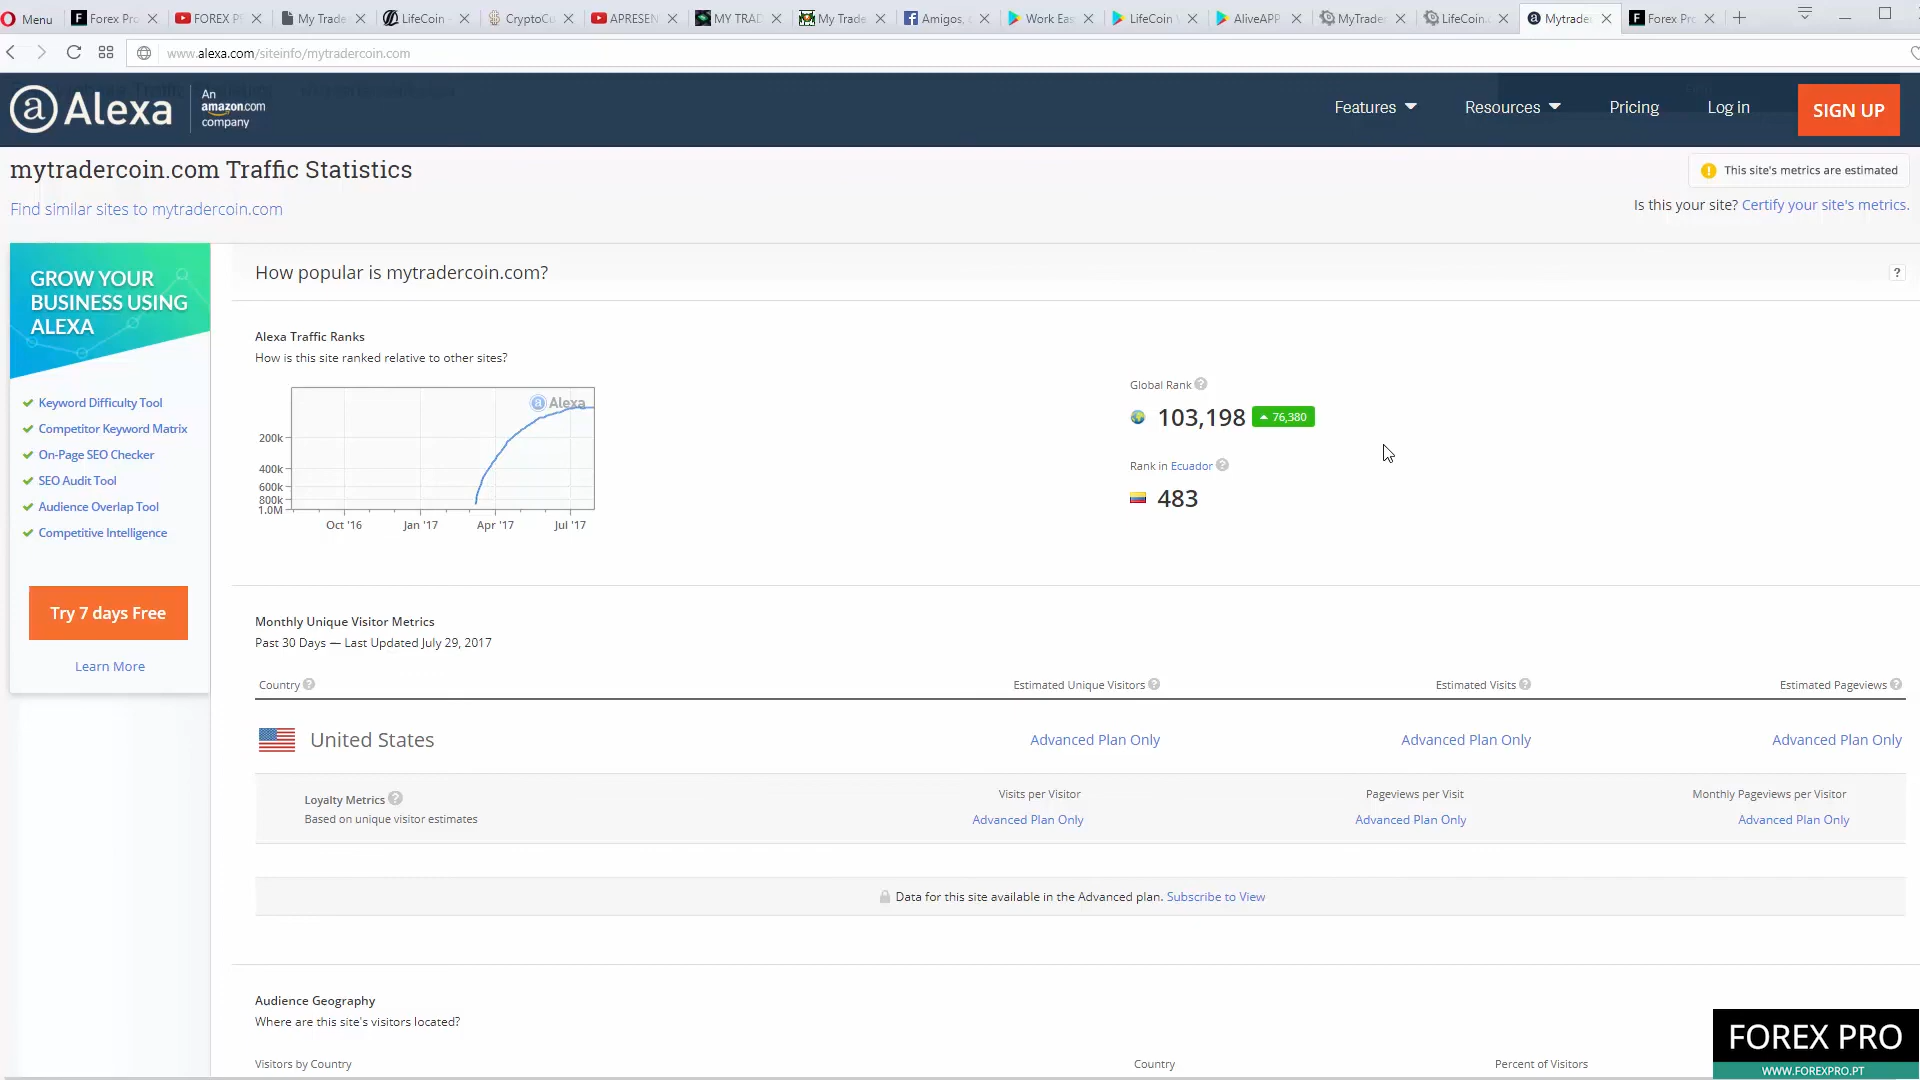 Menu
Forex Pro
FOREX P
My Trade
LifeCoin
CryptoCu
APRESEN
MY TRAD
My Trade
Amigos,
Work Eas
LifeCoin
AliveAPP
MyTrader
LifeCoin.
Mytrade
Forex Pro
www.alexa.com/siteinfo/mytradercoin.com
Alexa
An
amazon.com
company
Features
Resources
Pricing
Log in
SIGN UP
mytradercoin.com Traffic Statistics
This site's metrics are estimated
Find similar sites to mytradercoin.com
Is this your site? Certify your site's metrics.
GROW YOUR
BUSINESS USING
ALEXA
Keyword Difficulty Tool
Competitor Keyword Matrix
On-Page SEO Checker
SEO Audit Tool
Audience Overlap Tool
Competitive Intelligence
Try 7 days Free
Learn More
How popular is mytradercoin.com?
?
Alexa Traffic Ranks
How is this site ranked relative to other sites?
Alexa
200k
400k
600k
800k
1.0M
Oct '16
Jan '17
Apr '17
Jul '17
Global Rank
103,198
76,380
Rank in Ecuador
483
Monthly Unique Visitor Metrics
Past 30 Days — Last Updated July 29, 2017
Country
Estimated Unique Visitors
Estimated Visits
Estimated Pageviews
United States
Advanced Plan Only
Advanced Plan Only
Advanced Plan Only
Loyalty Metrics
Based on unique visitor estimates
Visits per Visitor
Advanced Plan Only
Pageviews per Visit
Advanced Plan Only
Monthly Pageviews per Visitor
Advanced Plan Only
Data for this site available in the Advanced plan. Subscribe to View
Audience Geography
Where are this site's visitors located?
Visitors by Country
Country
Percent of Visitors
FOREX PRO
WWW.FOREXPRO.PT